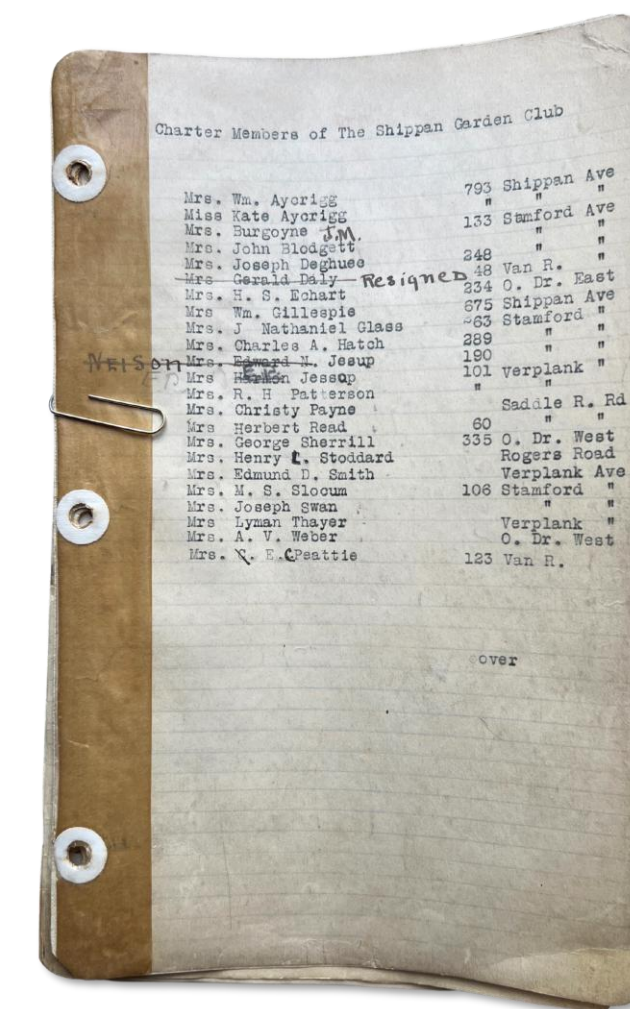 Charter Members of The Shippan Garden Club
Mrs. Wm. Aycrigg 793 Shippan Ave
Miss Kate Aycrigg " " "
Mrs. Burgoyne J.M. 133 Stamford Ave
Mrs. John Blodgett " "
Mrs. Joseph Deghuee 248 " "
Mrs Gerald Daly Resigned 48 Van R. "
Mrs. H. S. Echart 234 O. Dr. East
Mrs Wm. Gillespie 675 Shippan Ave
Mrs. J Nathaniel Glass 63 Stamford "
Mrs. Charles A. Hatch 289 " "
NELSON Mrs. Edward N. Jesup 190 " "
Mrs Harmon Jessop 101 Verplank "
Mrs. R. H Patterson " "
Mrs. Christy Payne Saddle R. Rd
Mrs Herbert Read 60 " "
Mrs. George Sherrill 335 O. Dr. West
Mrs. Henry L. Stoddard Rogers Road
Mrs. Edmund D. Smith Verplank Ave
Mrs. M. S. Slocum 106 Stamford "
Mrs. Joseph Swan " "
Mrs Lyman Thayer Verplank "
Mrs. A. V. Weber O. Dr. West
Mrs. E. C Peattie 123 Van R.
over